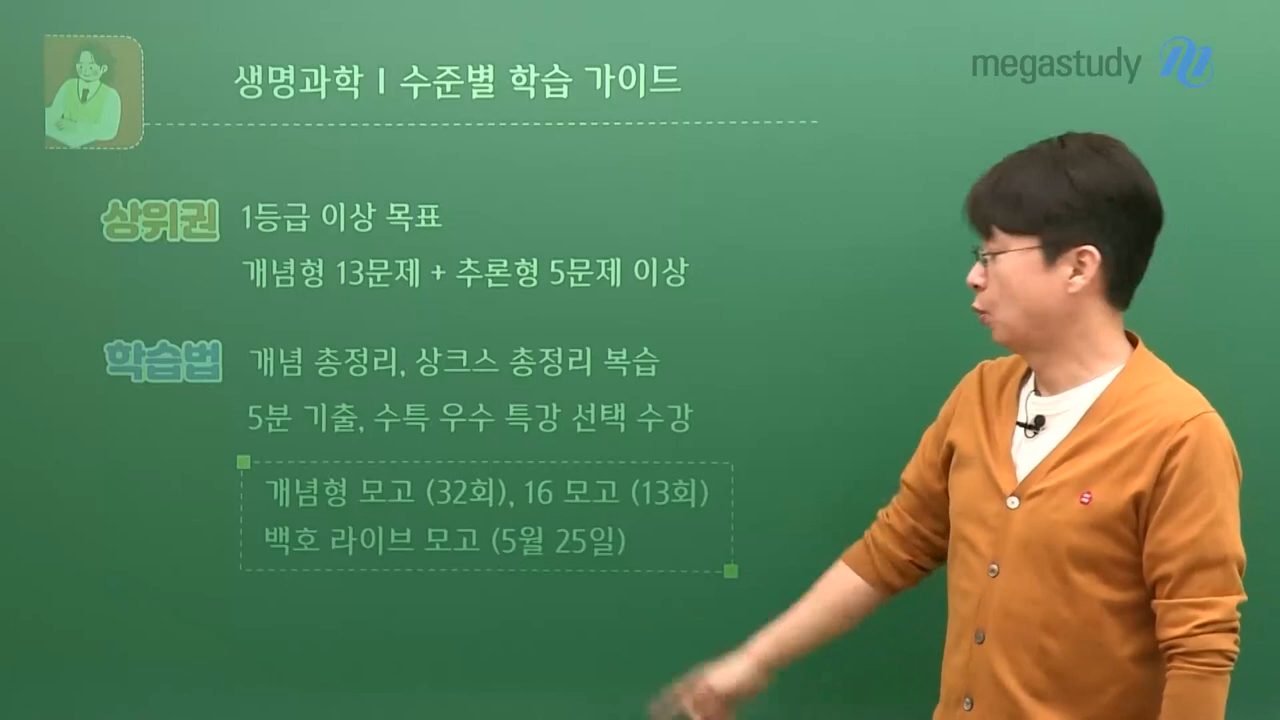 생명과학 I 수준별 학습 가이드
megastudy
상위권 1등급 이상 목표
개념형 13문제 + 추론형 5문제 이상
학습법 개념 총정리, 상크스 총정리 복습
5분 기출, 수특 우수 특강 선택 수강
개념형 모고 (32회), 16 모고 (13회)
백호 라이브 모고 (5월 25일)